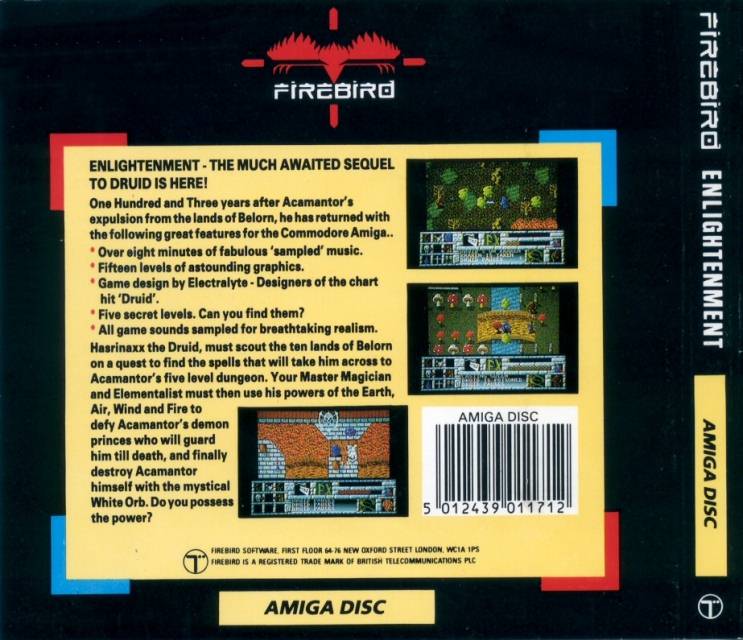 FIREBIRD
ENLIGHTENMENT - THE MUCH AWAITED SEQUEL
TO DRUID IS HERE!
One Hundred and Three years after Acamantor's
expulsion from the lands of Belorn, he has returned with
the following great features for the Commodore Amiga..
* Over eight minutes of fabulous 'sampled' music.
* Fifteen levels of astounding graphics.
* Game design by Electralyte - Designers of the chart
hit 'Druid'.
* Five secret levels. Can you find them?
* All game sounds sampled for breathtaking realism.
Hasrinaxx the Druid, must scout the ten lands of Belorn
on a quest to find the spells that will take him across to
Acamantor's five level dungeon. Your Master Magician
and Elementalist must then use his powers of the Earth,
Air, Wind and Fire to
defy Acamantor's demon
princes who will guard
him till death, and finally
destroy Acamantor
himself with the mystical
White Orb. Do you possess
the power?
AMIGA DISC
5 012439 011712
FIREBIRD SOFTWARE, FIRST FLOOR 64-76 NEW OXFORD STREET LONDON, WC1A 1PS
FIREBIRD IS A REGISTERED TRADE MARK OF BRITISH TELECOMMUNICATIONS PLC
AMIGA DISC
FIREBIRD ENLIGHTENMENT
AMIGA DISC